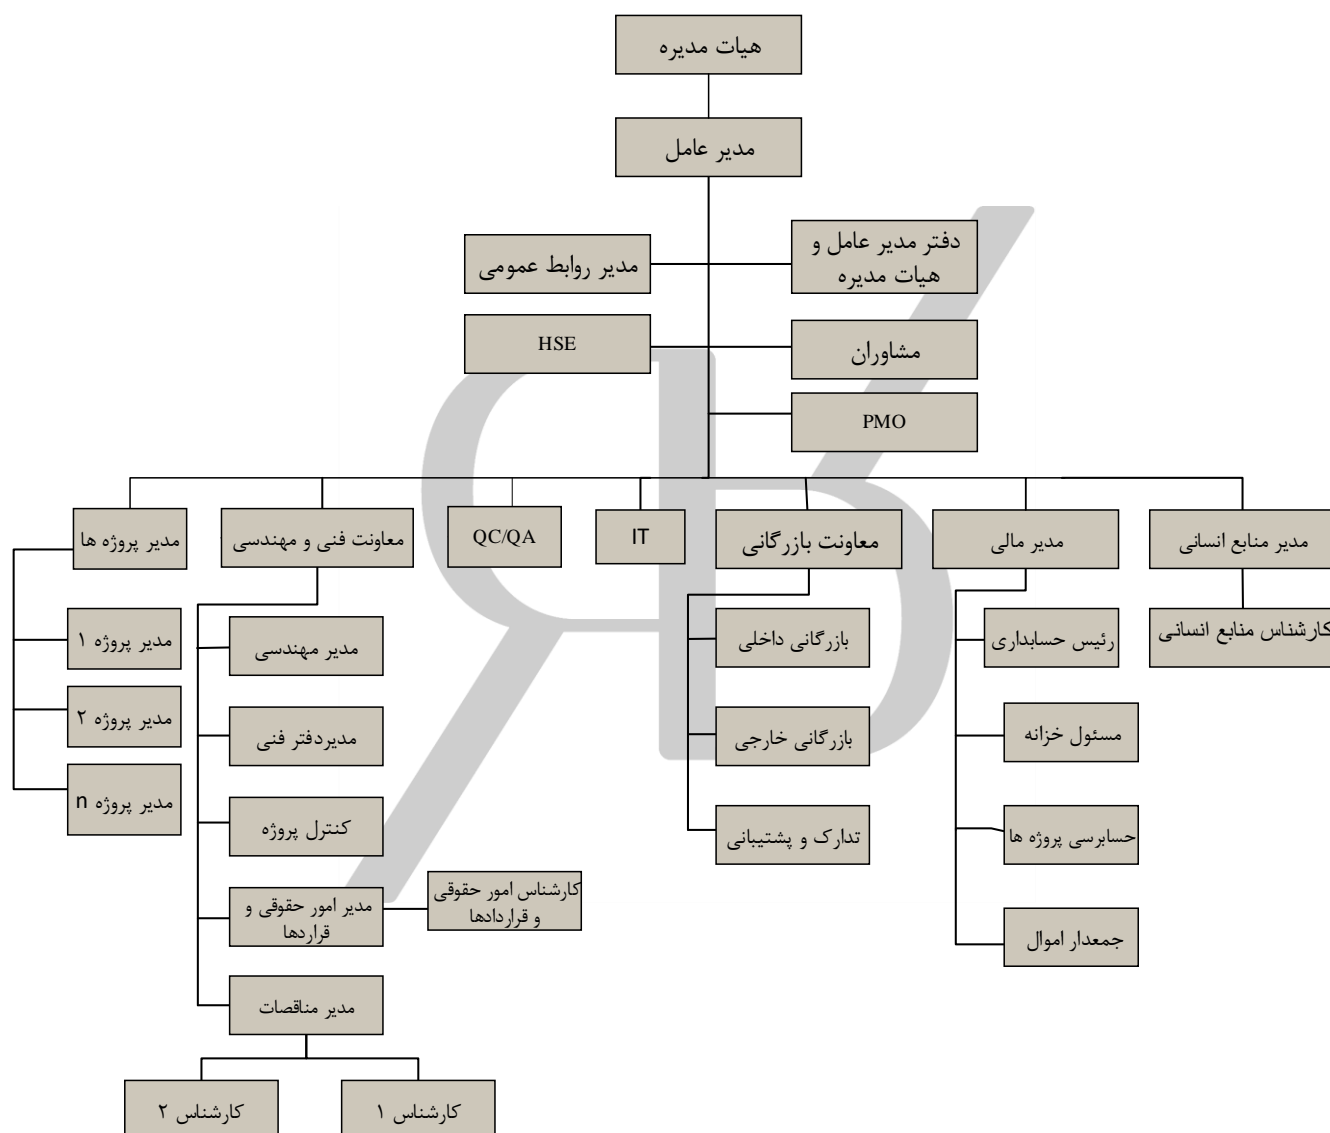 هیات مدیره
مدیر عامل
دفتر مدیر عامل و
هیات مدیره
مدیر روابط عمومی
مشاوران
HSE
PMO
مدیر منابع انسانی
مدیر مالی
معاونت بازرگانی
IT
QC/QA
معاونت فنی و مهندسی
مدیر پروژه ها
کارشناس منابع انسانی
رئیس حسابداری
مسئول خزانه
حسابرسی پروژه ها
جمعدار اموال
بازرگانی داخلی
بازرگانی خارجی
تدارک و پشتیبانی
مدیر مهندسی
مدیردفتر فنی
کنترل پروژه
مدیر امور حقوقی و
قراردها
کارشناس امور حقوقی
و قراردادها
مدیر مناقصات
کارشناس ۱
کارشناس ۲
مدیر پروژه ۱
مدیر پروژه ۲
مدیر پروژه n